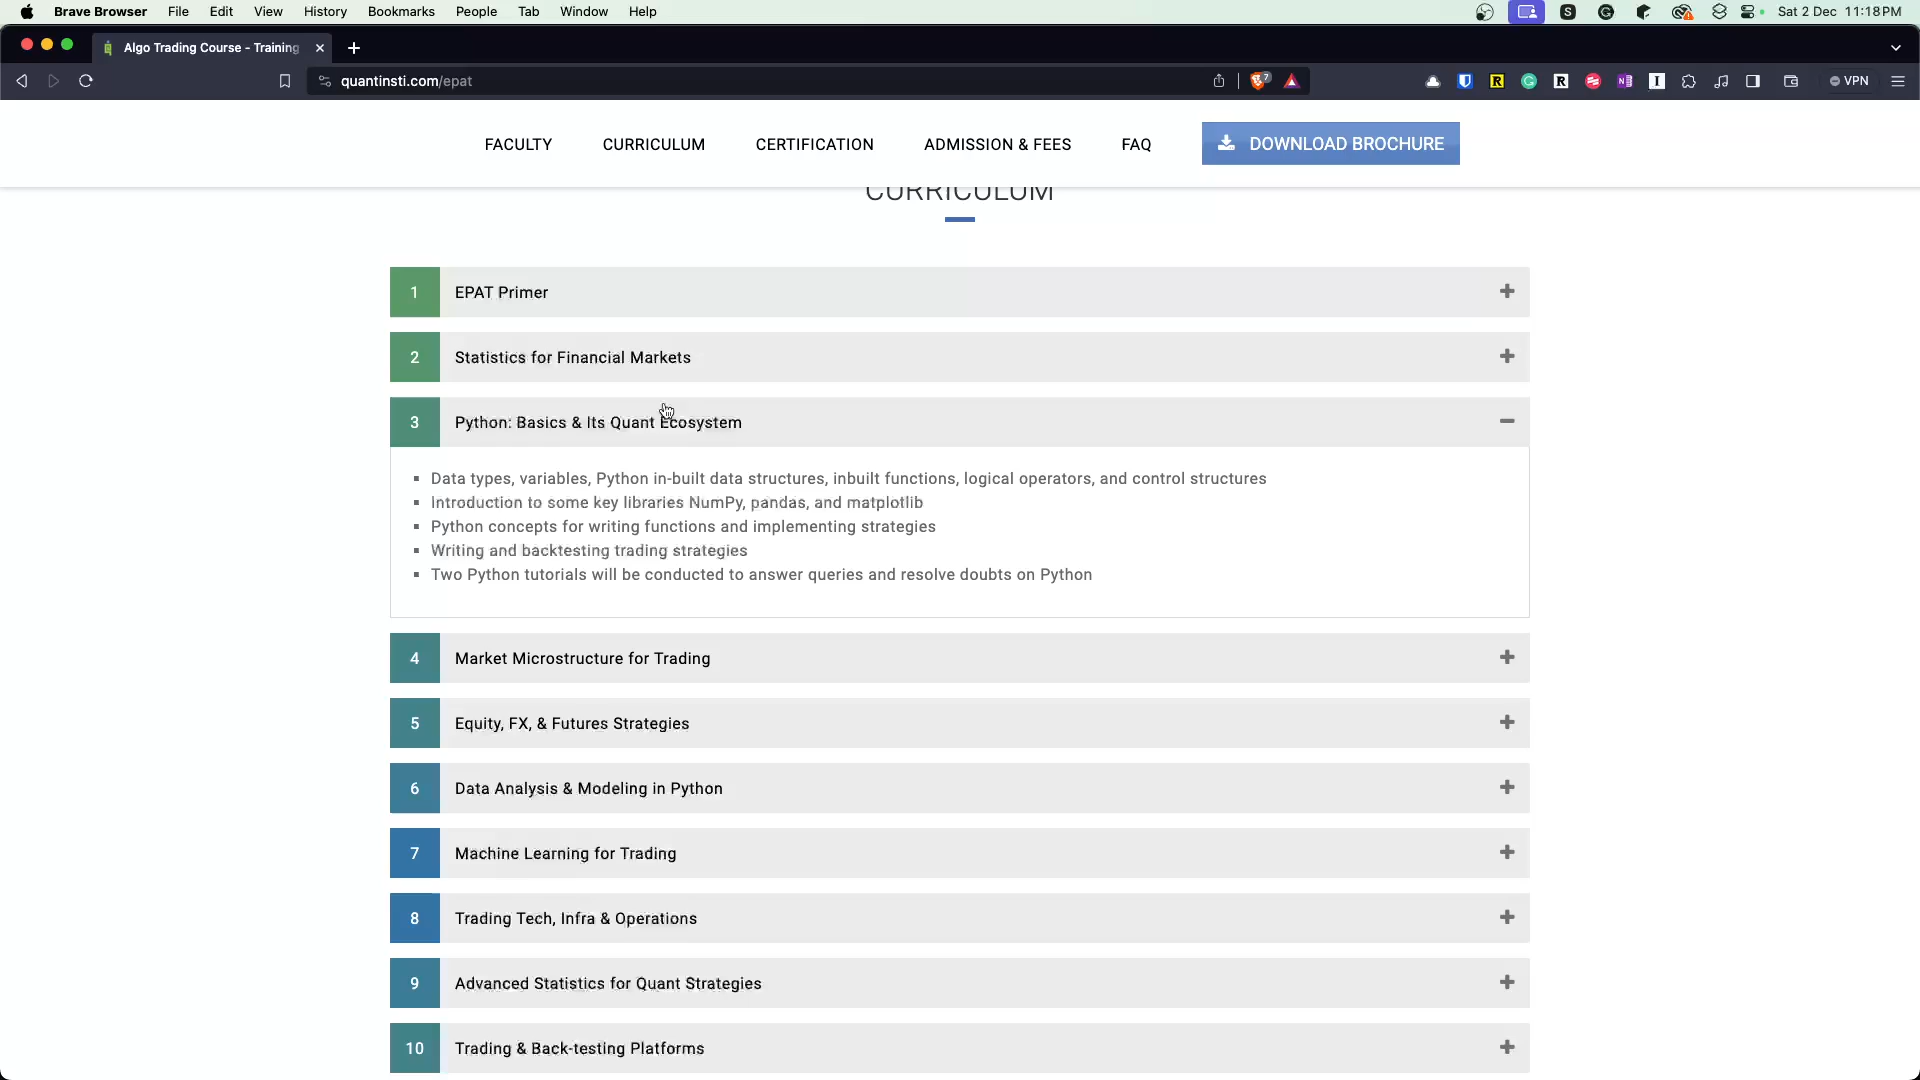 Brave Browser File Edit View History Bookmarks People Tab Window Help Sat 2 Dec 11:18PM
Algo Trading Course - Training
quantinsti.com/epat 7 VPN
FACULTY CURRICULUM CERTIFICATION ADMISSION & FEES FAQ DOWNLOAD BROCHURE
CURRICULUM
1 EPAT Primer
2 Statistics for Financial Markets
3 Python: Basics & Its Quant Ecosystem
Data types, variables, Python in-built data structures, inbuilt functions, logical operators, and control structures
Introduction to some key libraries NumPy, pandas, and matplotlib
Python concepts for writing functions and implementing strategies
Writing and backtesting trading strategies
Two Python tutorials will be conducted to answer queries and resolve doubts on Python
4 Market Microstructure for Trading
5 Equity, FX, & Futures Strategies
6 Data Analysis & Modeling in Python
7 Machine Learning for Trading
8 Trading Tech, Infra & Operations
9 Advanced Statistics for Quant Strategies
10 Trading & Back-testing Platforms